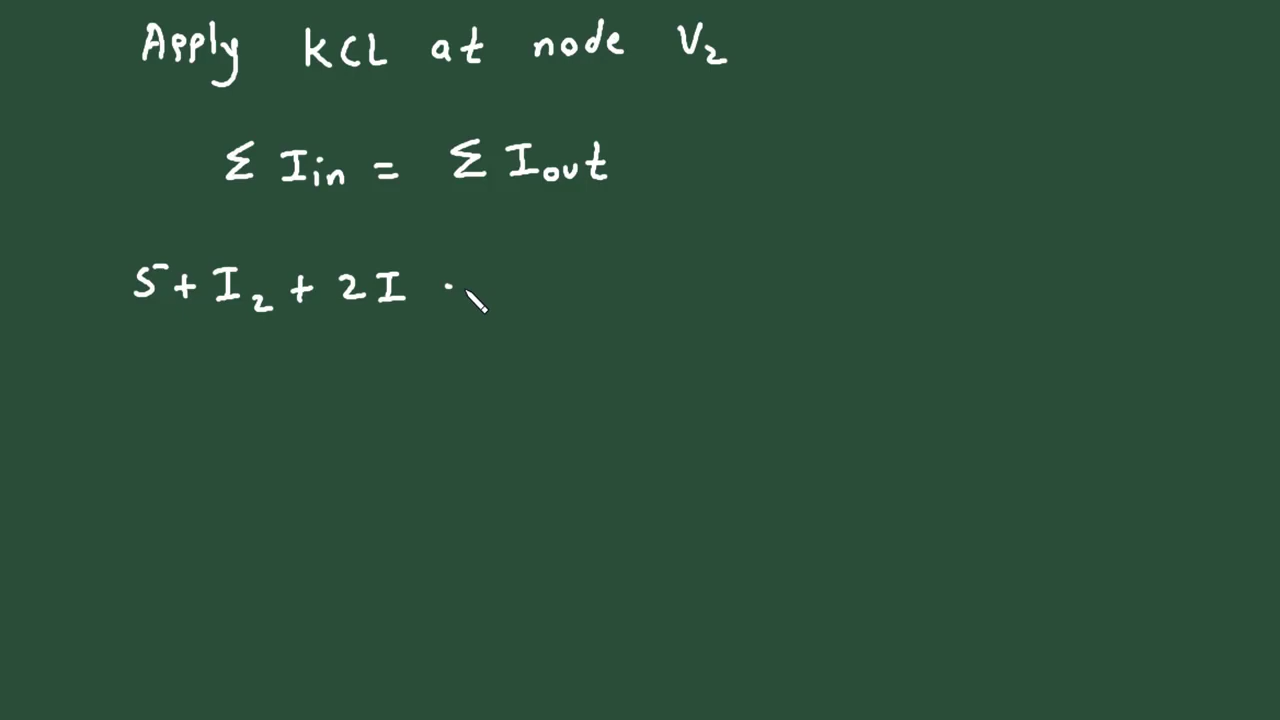 Apply KCL at node V₂
Σ Iin = Σ Iout
5 + I₂ + 2I